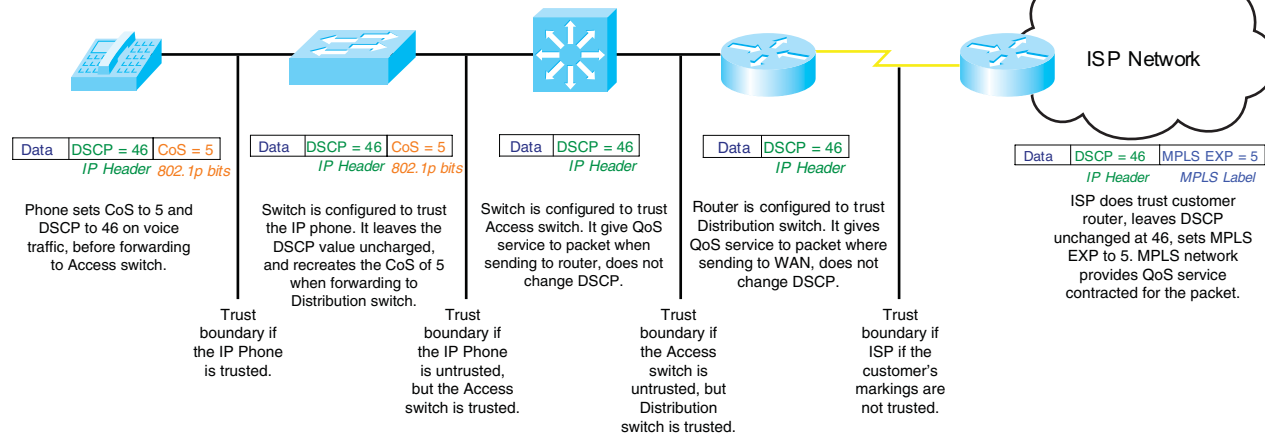 ISP Network
Data DSCP = 46 CoS = 5
IP Header 802.1p bits
Phone sets CoS to 5 and
DSCP to 46 on voice
traffic, before forwarding
to Access switch.
Data DSCP = 46 CoS = 5
IP Header 802.1p bits
Switch is configured to trust
the IP phone. It leaves the
DSCP value uncharged,
and recreates the CoS of 5
when forwarding to
Distribution switch.
Data DSCP = 46
IP Header
Switch is configured to trust
Access switch. It give QoS
service to packet when
sending to router, does not
change DSCP.
Data DSCP = 46
IP Header
Router is configured to trust
Distribution switch. It gives
QoS service to packet where
sending to WAN, does not
change DSCP.
Data DSCP = 46 MPLS EXP = 5
IP Header MPLS Label
ISP does trust customer
router, leaves DSCP
unchanged at 46, sets MPLS
EXP to 5. MPLS network
provides QoS service
contracted for the packet.
Trust
boundary if
the IP Phone
is trusted.
Trust
boundary if
the IP Phone
is untrusted,
but the Access
switch is trusted.
Trust
boundary if
the Access
switch is
untrusted, but
Distribution
switch is trusted.
Trust
boundary if
ISP if the
customer's
markings are
not trusted.